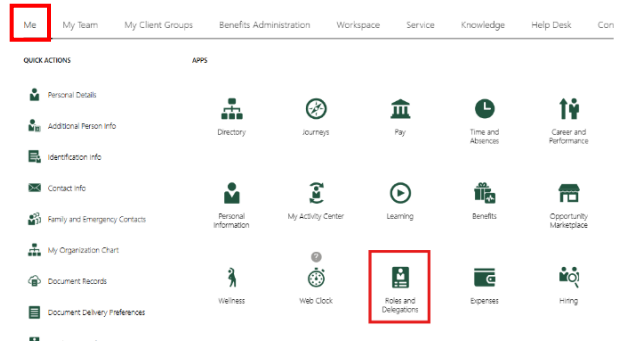 Me My Team My Client Groups Benefits Administration Workspace Service Knowledge Help Desk Con
QUICK ACTIONS
APPS
Personal Details
Additional Person Info
Identification Info
Contact Info
Family and Emergency Contacts
My Organization Chart
Document Records
Document Delivery Preferences
Directory
Journeys
Pay
Time and
Absences
Career and
Performance
Personal
Information
My Activity Center
Learning
Benefits
Opportunity
Marketplace
Wellness
?
Web Clock
Roles and
Delegations
Expenses
Hiring